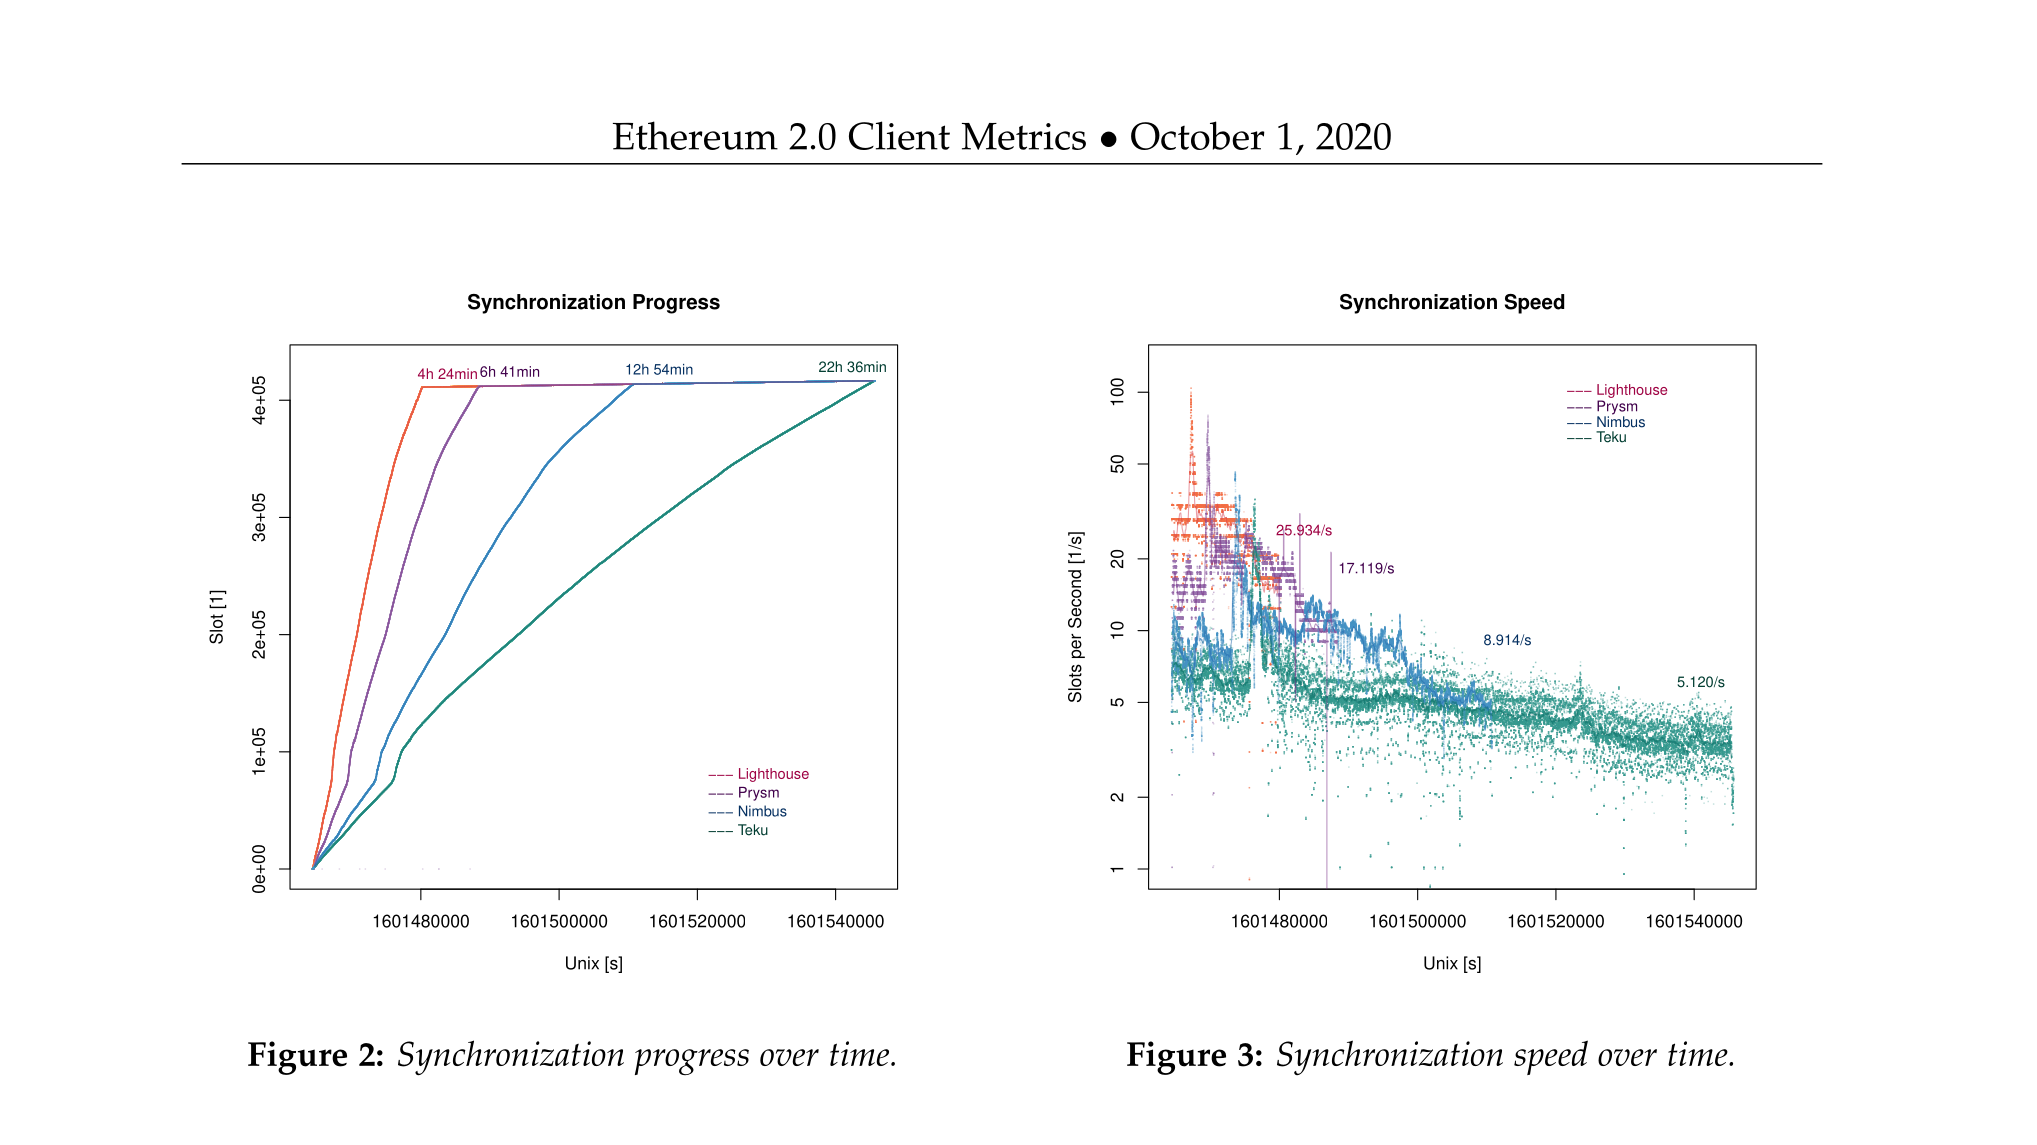 Ethereum 2.0 Client Metrics • October 1, 2020
Synchronization Progress
4h 24min
6h 41min
12h 54min
22h 36min
4e+05
3e+05
2e+05
1e+05
0e+00
Slot [1]
Lighthouse
Prysm
Nimbus
Teku
1601480000
1601500000
1601520000
1601540000
Unix [s]
Figure 2: Synchronization progress over time.
Synchronization Speed
100
50
20
10
5
2
1
Slots per Second [1/s]
Lighthouse
Prysm
Nimbus
Teku
25.934/s
17.119/s
8.914/s
5.120/s
1601480000
1601500000
1601520000
1601540000
Unix [s]
Figure 3: Synchronization speed over time.